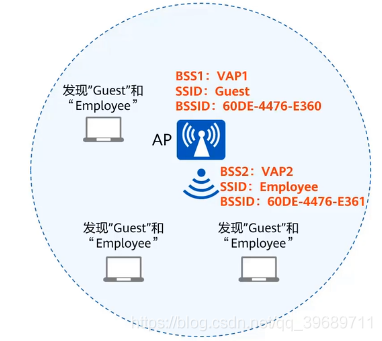 BSS1：VAP1
SSID：Guest
BSSID：60DE-4476-E360
发现”Guest”和
“Employee”
AP
BSS2：VAP2
SSID：Employee
BSSID：60DE-4476-E361
发现”Guest”和
“Employee”
发现”Guest”和
“Employee”
https://blog.csdn.net/qq_39689711